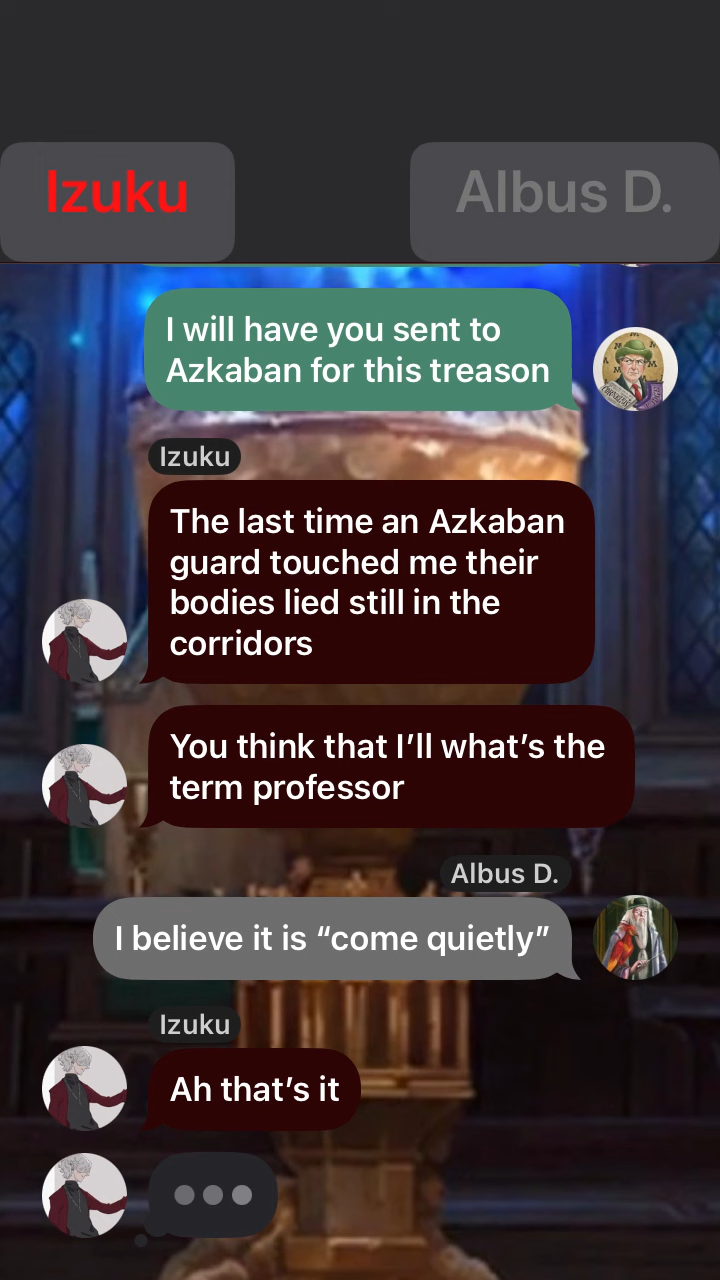 Izuku
Albus D.
I will have you sent to
Azkaban for this treason
Izuku
The last time an Azkaban
guard touched me their
bodies lied still in the
corridors
You think that I’ll what’s the
term professor
Albus D.
I believe it is “come quietly”
Izuku
Ah that’s it